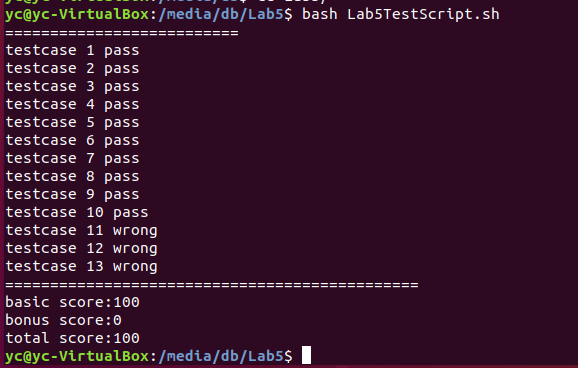 yc@yc-VirtualBox:/media/db/Lab5$ bash Lab5TestScript.sh
==========================
testcase 1 pass
testcase 2 pass
testcase 3 pass
testcase 4 pass
testcase 5 pass
testcase 6 pass
testcase 7 pass
testcase 8 pass
testcase 9 pass
testcase 10 pass
testcase 11 wrong
testcase 12 wrong
testcase 13 wrong
==============================================
basic score:100
bonus score:0
total score:100
yc@yc-VirtualBox:/media/db/Lab5$